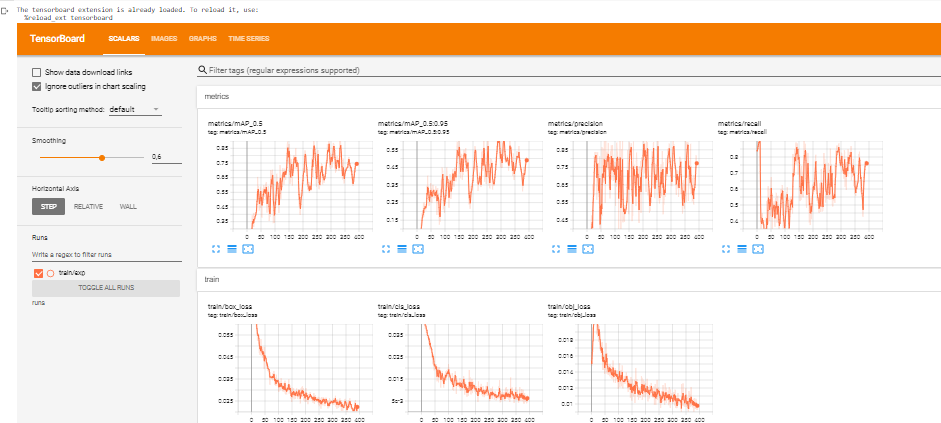 The tensorboard extension is already loaded. To reload it, use:
%reload_ext tensorboard
TensorBoard
SCALARS IMAGES GRAPHS TIME SERIES
Show data download links
Ignore outliers in chart scaling
Tooltip sorting method: default
Smoothing
0,6
Horizontal Axis
STEP RELATIVE WALL
Runs
Write a regex to filter runs
train/exp
TOGGLE ALL RUNS
runs
Filter tags (regular expressions supported)
metrics
metrics/mAP_0.5
tag: metrics/mAP_0.5
0.85
0.75
0.65
0.55
0.45
0.35
0 50 100 150 200 250 300 350 400
metrics/mAP_0.5:0.95
tag: metrics/mAP_0.5:0.95
0.55
0.45
0.35
0.25
0.15
0 50 100 150 200 250 300 350 400
metrics/precision
tag: metrics/precision
0.85
0.75
0.65
0.55
0.45
0 50 100 150 200 250 300 350 400
metrics/recall
tag: metrics/recall
0.8
0.7
0.6
0.5
0.4
0 50 100 150 200 250 300 350 400
train
train/box_loss
tag: train/box_loss
0.055
0.045
0.035
0.025
0 50 100 150 200 250 300 350 400
train/cls_loss
tag: train/cls_loss
0.035
0.025
0.015
5e-3
0 50 100 150 200 250 300 350 400
train/obj_loss
tag: train/obj_loss
0.018
0.016
0.014
0.012
0.01
0 50 100 150 200 250 300 350 400